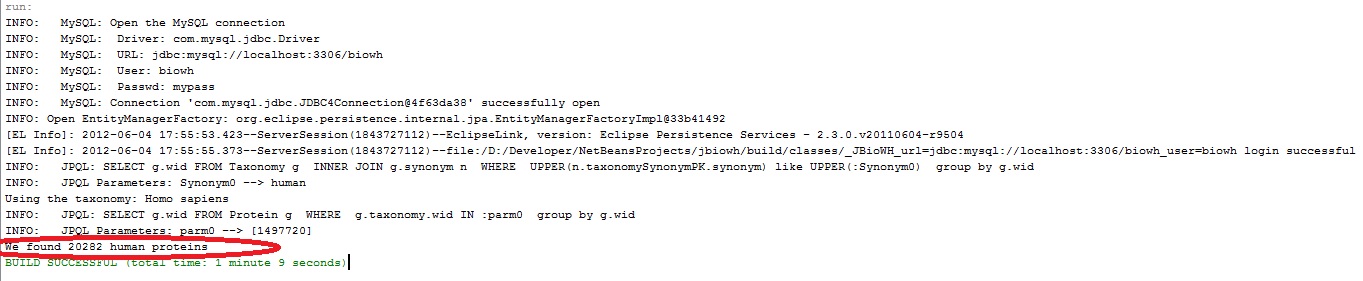 run:
INFO:   MySQL: Open the MySQL connection
INFO:   MySQL:  Driver: com.mysql.jdbc.Driver
INFO:   MySQL:  URL: jdbc:mysql://localhost:3306/biowh
INFO:   MySQL:  User: biowh
INFO:   MySQL:  Passwd: mypass
INFO:   MySQL: Connection 'com.mysql.jdbc.JDBC4Connection@4f63da38' successfully open
INFO: Open EntityManagerFactory: org.eclipse.persistence.internal.jpa.EntityManagerFactoryImpl@33b41492
[EL Info]: 2012-06-04 17:55:53.423--ServerSession(1843727112)--EclipseLink, version: Eclipse Persistence Services - 2.3.0.v20110604-r9504
[EL Info]: 2012-06-04 17:55:55.373--ServerSession(1843727112)--file:/D:/Developer/NetBeansProjects/jbiowh/build/classes/_JBioWH_url=jdbc:mysql://localhost:3306/biowh_user=biowh login successful
INFO:   JPQL: SELECT g.wid FROM Taxonomy g  INNER JOIN g.synonym n  WHERE  UPPER(n.taxonomySynonymPK.synonym) like UPPER(:Synonym0)  group by g.wid
INFO:   JPQL Parameters: Synonym0 --> human
Using the taxonomy: Homo sapiens
INFO:   JPQL: SELECT g.wid FROM Protein g  WHERE  g.taxonomy.wid IN :parm0  group by g.wid
INFO:   JPQL Parameters: parm0 --> [1497720]
We found 20282 human proteins
BUILD SUCCESSFUL (total time: 1 minute 9 seconds)